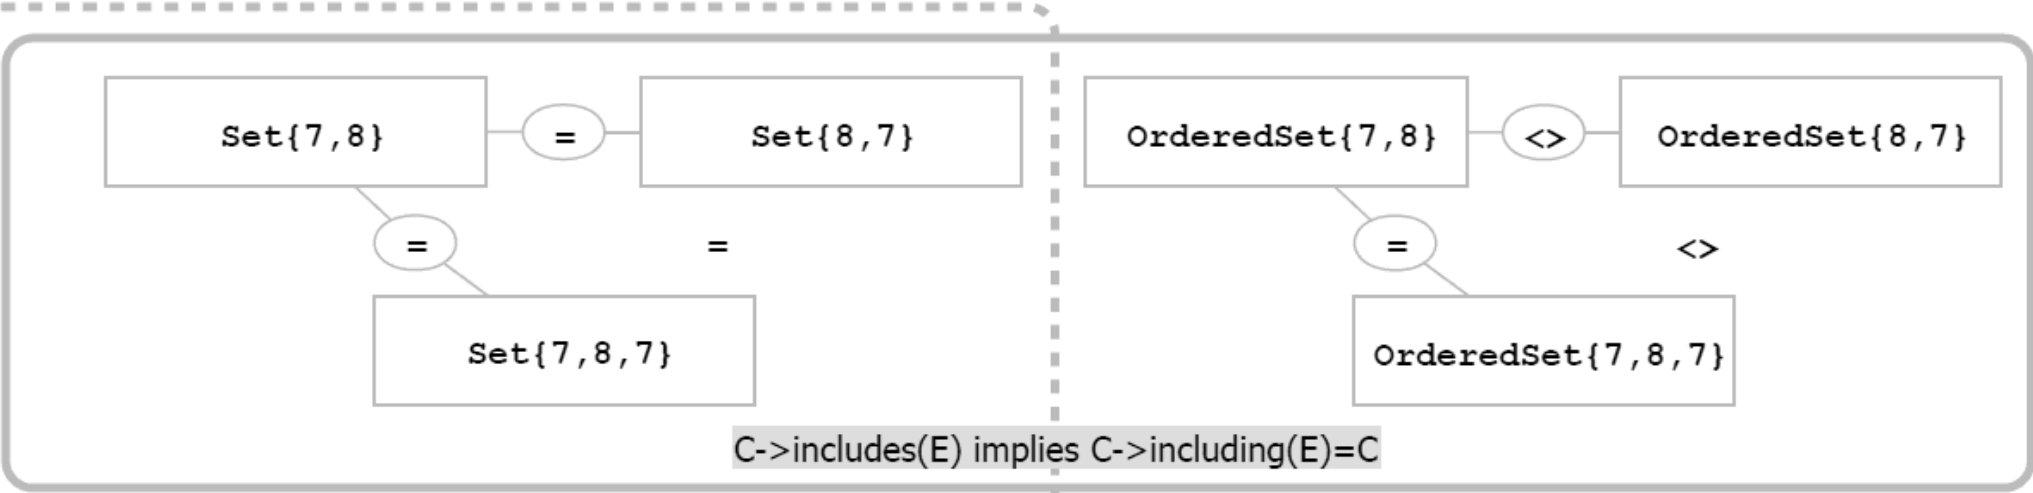 Set{7,8} = Set{8,7} OrderedSet{7,8} <> OrderedSet{8,7}
= = = <>
Set{7,8,7} OrderedSet{7,8,7}
C->includes(E) implies C->including(E)=C